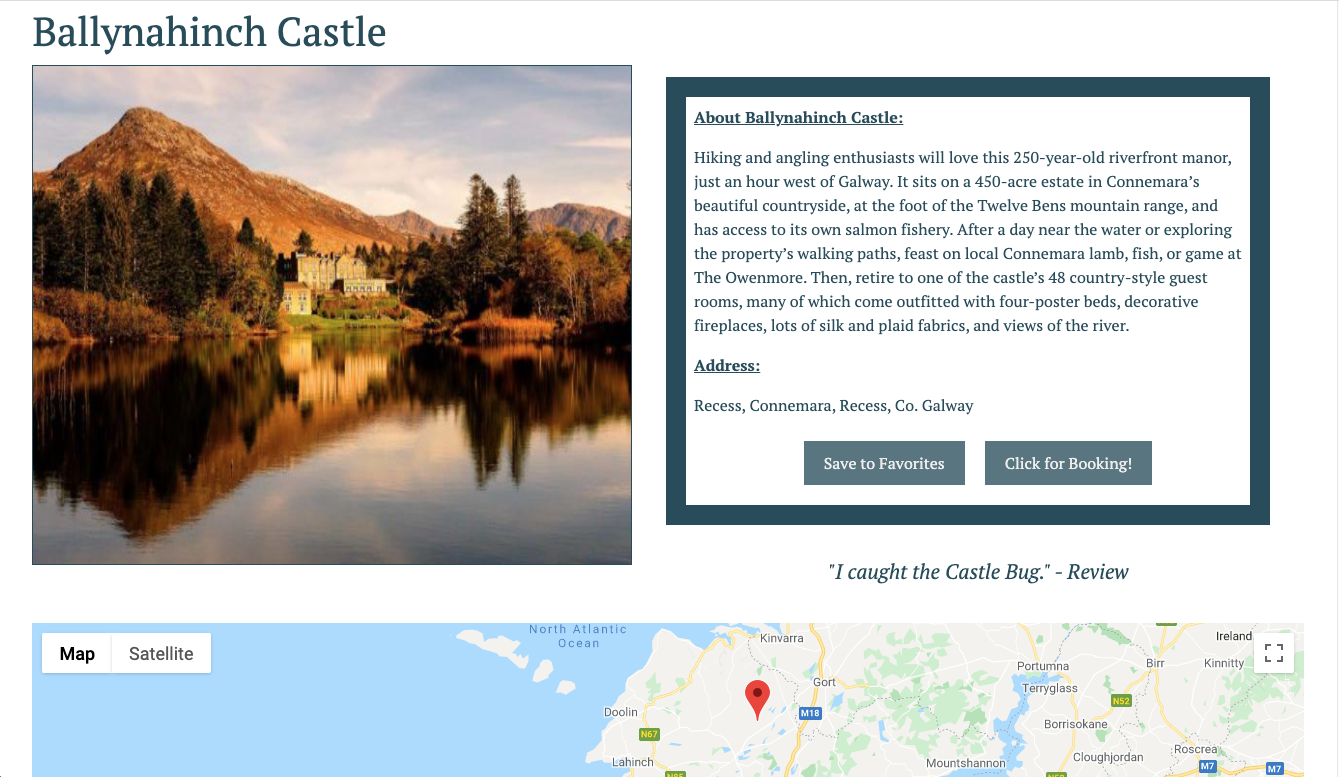 Ballynahinch Castle
About Ballynahinch Castle:
Hiking and angling enthusiasts will love this 250-year-old riverfront manor,
just an hour west of Galway. It sits on a 450-acre estate in Connemara’s
beautiful countryside, at the foot of the Twelve Bens mountain range, and
has access to its own salmon fishery. After a day near the water or exploring
the property’s walking paths, feast on local Connemara lamb, fish, or game at
The Owenmore. Then, retire to one of the castle’s 48 country-style guest
rooms, many of which come outfitted with four-poster beds, decorative
fireplaces, lots of silk and plaid fabrics, and views of the river.
Address:
Recess, Connemara, Recess, Co. Galway
Save to Favorites
Click for Booking!
"I caught the Castle Bug." - Review
Map
Satellite
North Atlantic
Ocean
Kinvarra
Ireland
Portumna
Birr
Kinnitty
Gort
Terryglass
N52
Doolin
M18
Borrisokane
N67
Roscrea
Lahinch
Mountshannon
Cloughjordan
M7
M7
N85